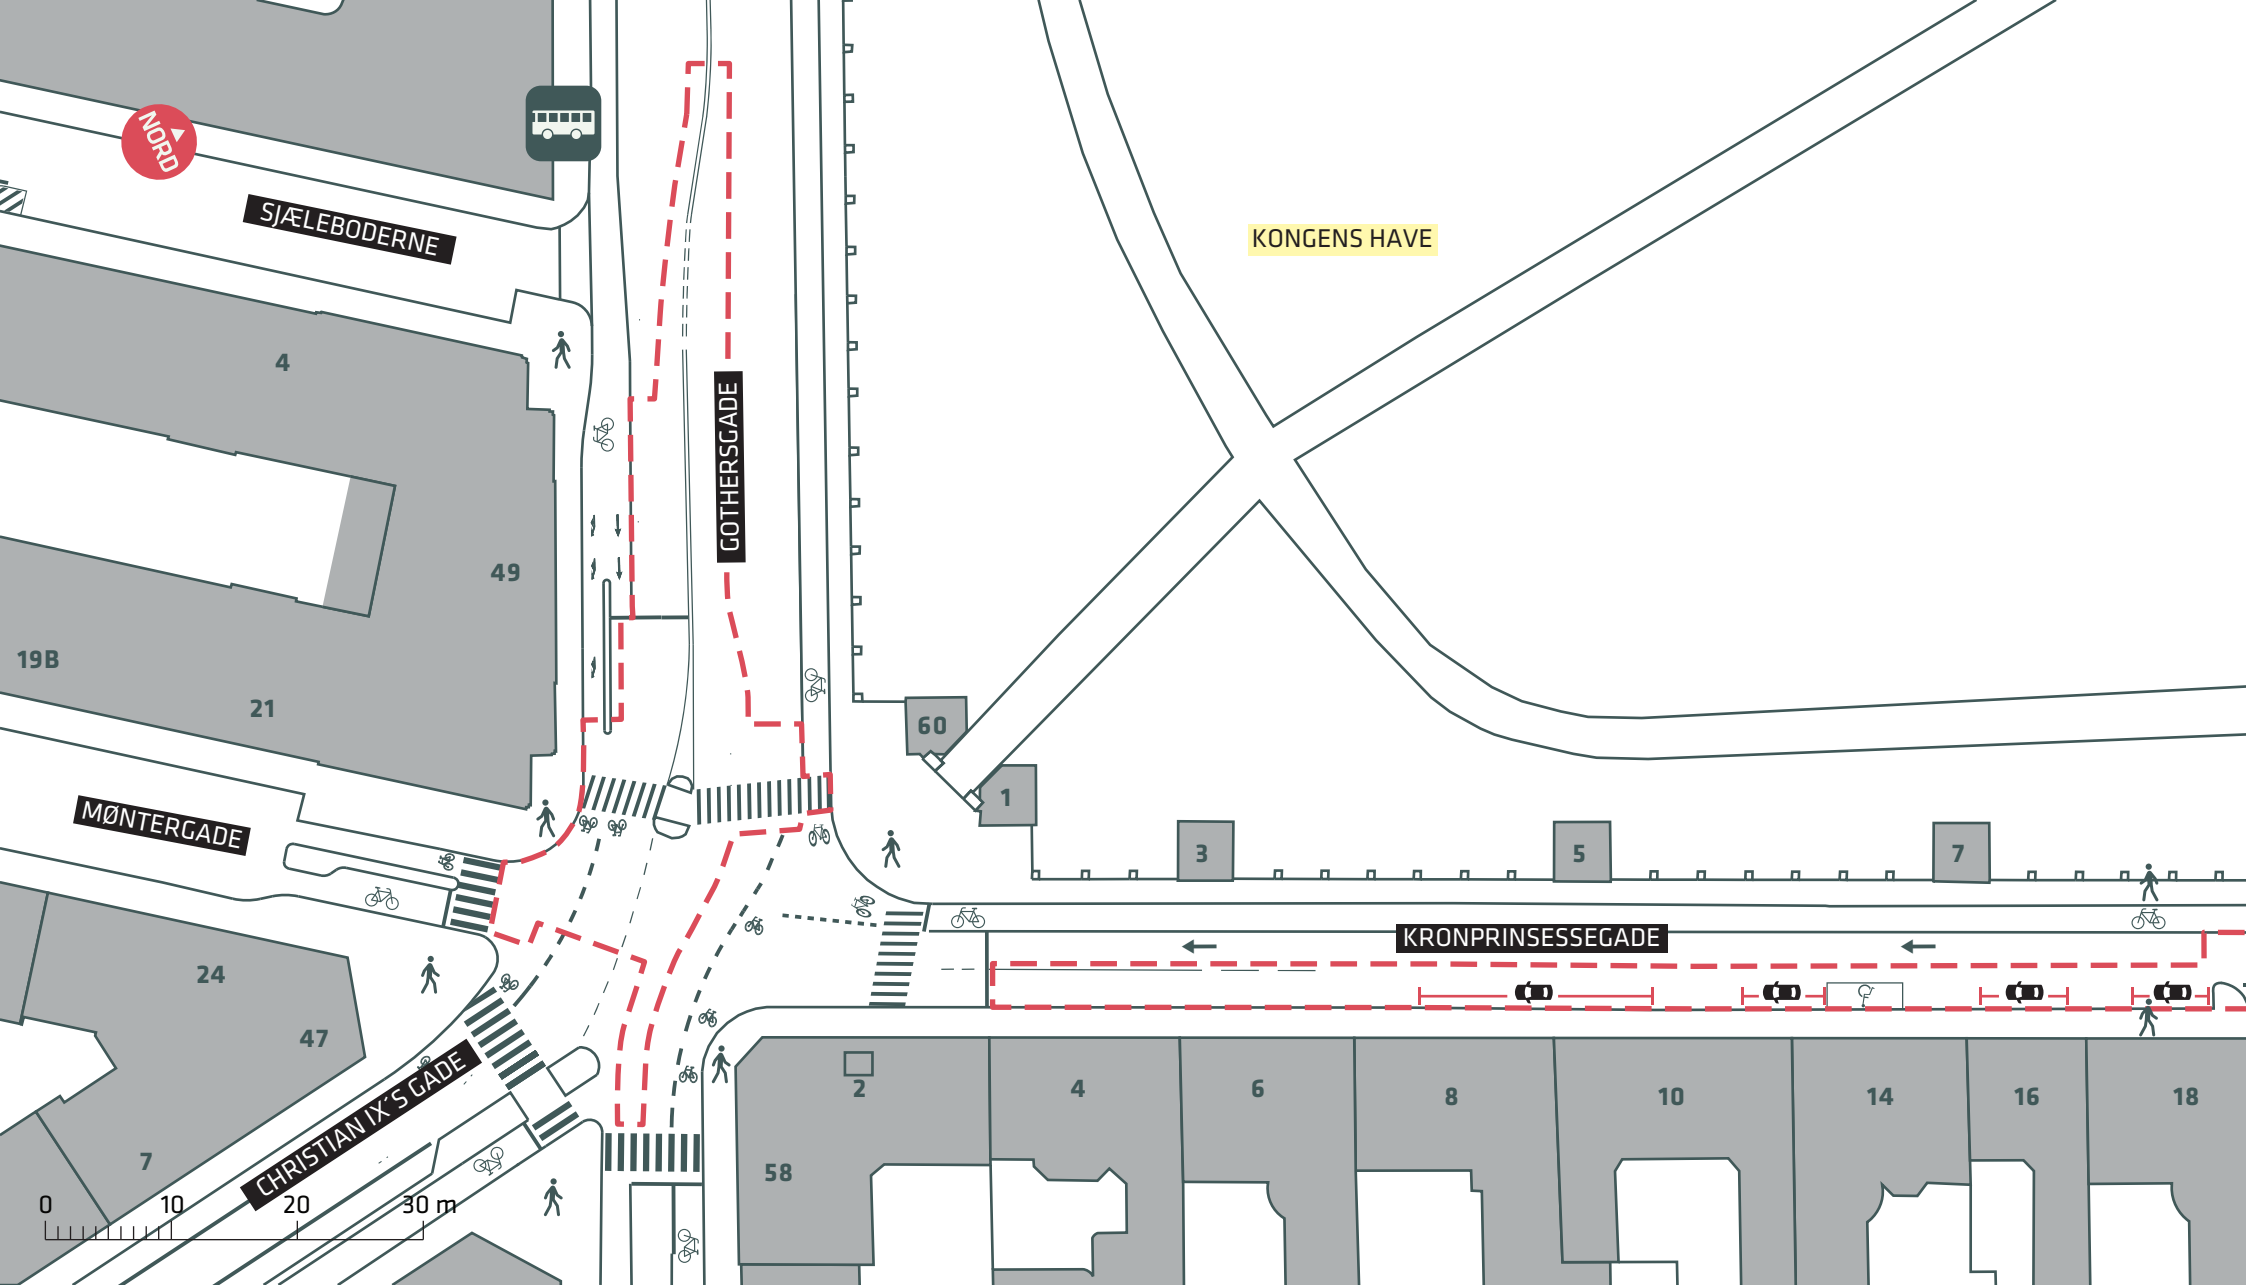 NORD
SJÆLEBODERNE
KONGENS HAVE
4
GOTHERSGADE
49
19B
21
60
1
MØNTERGADE
3
5
7
KRONPRINSESSEGADE
24
47
2
4
6
8
10
14
16
18
CHRISTIAN IX´S GADE
7
58
0 10 20 30 m